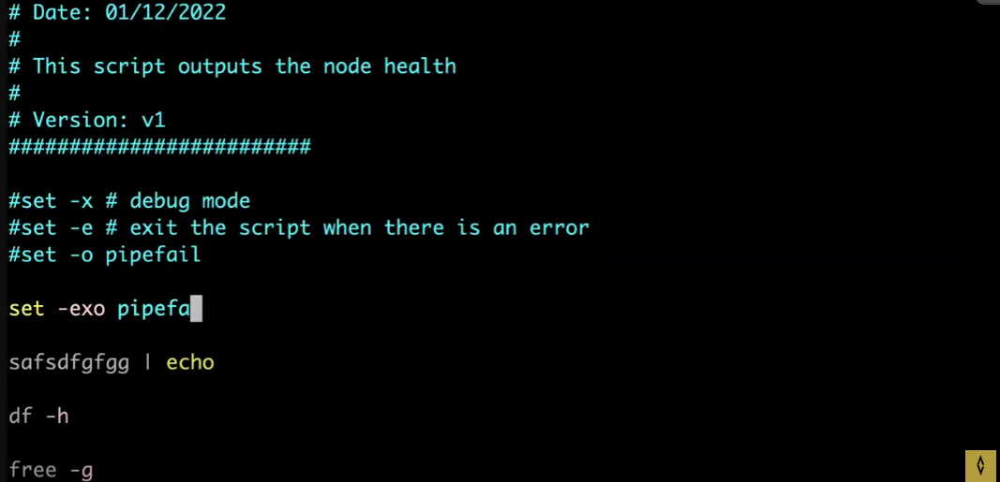 # Date: 01/12/2022
#
# This script outputs the node health
#
# Version: v1
#########################
#set -x # debug mode
#set -e # exit the script when there is an error
#set -o pipefail
set -exo pipefa
safsdfgfgg | echo
df -h
free -g